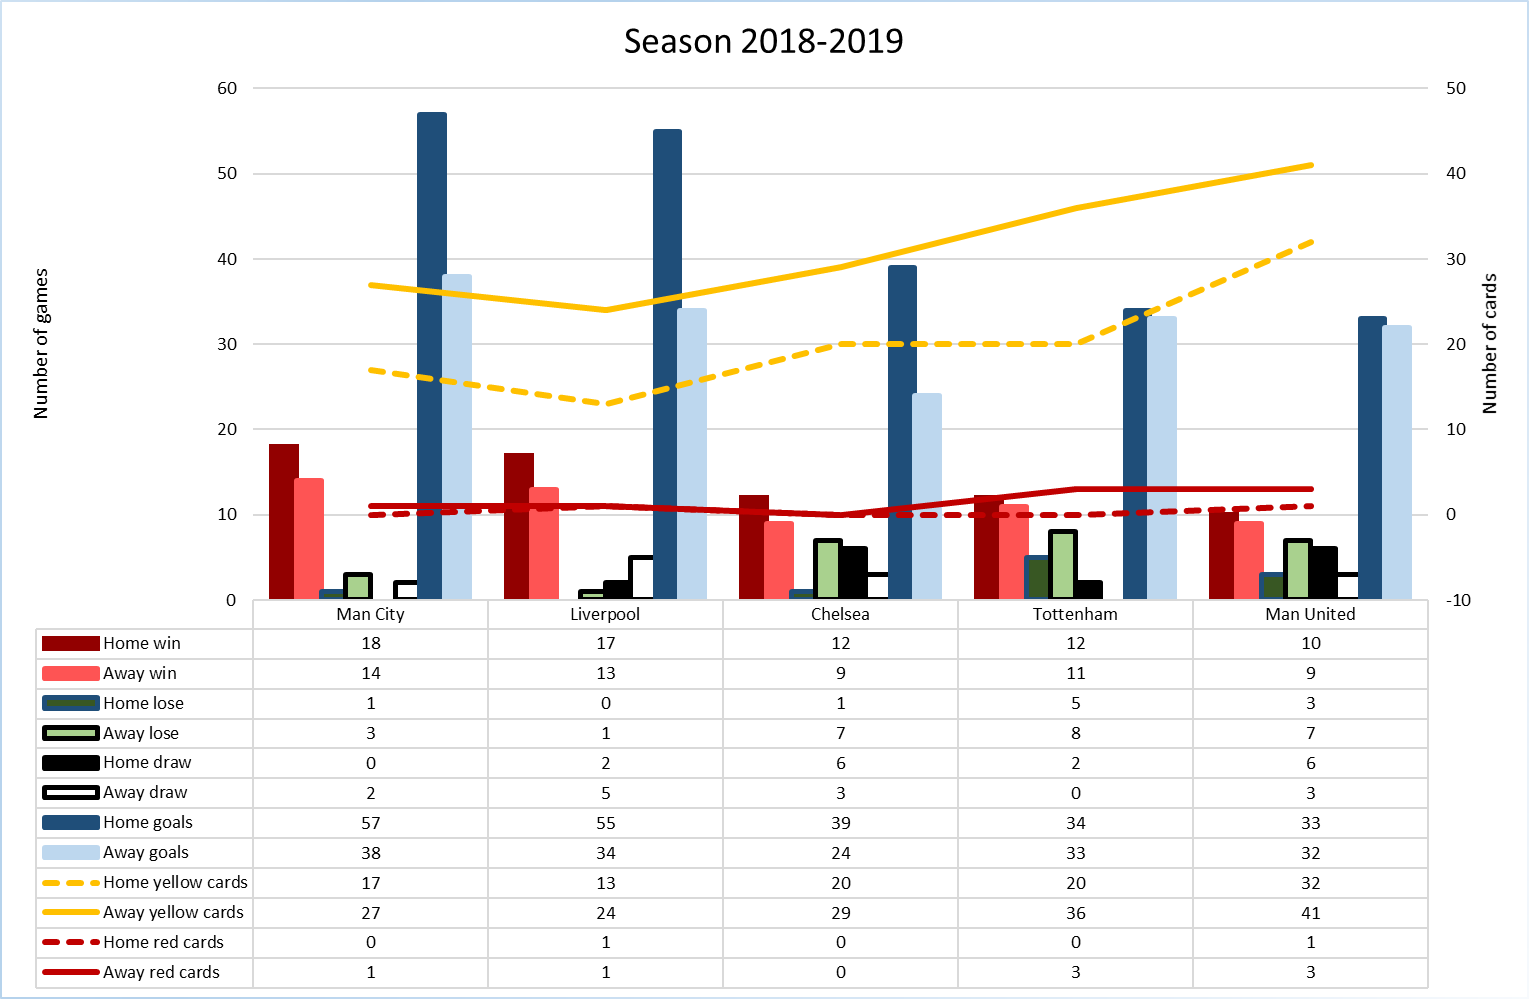 Season 2018-2019
60
50
40
30
20
10
0
Number of games
50
40
30
20
10
0
-10
Number of cards
Man City Liverpool Chelsea Tottenham Man United
Home win 18 17 12 12 10
Away win 14 13 9 11 9
Home lose 1 0 1 5 3
Away lose 3 1 7 8 7
Home draw 0 2 6 2 6
Away draw 2 5 3 0 3
Home goals 57 55 39 34 33
Away goals 38 34 24 33 32
Home yellow cards 17 13 20 20 32
Away yellow cards 27 24 29 36 41
Home red cards 0 1 0 0 1
Away red cards 1 1 0 3 3